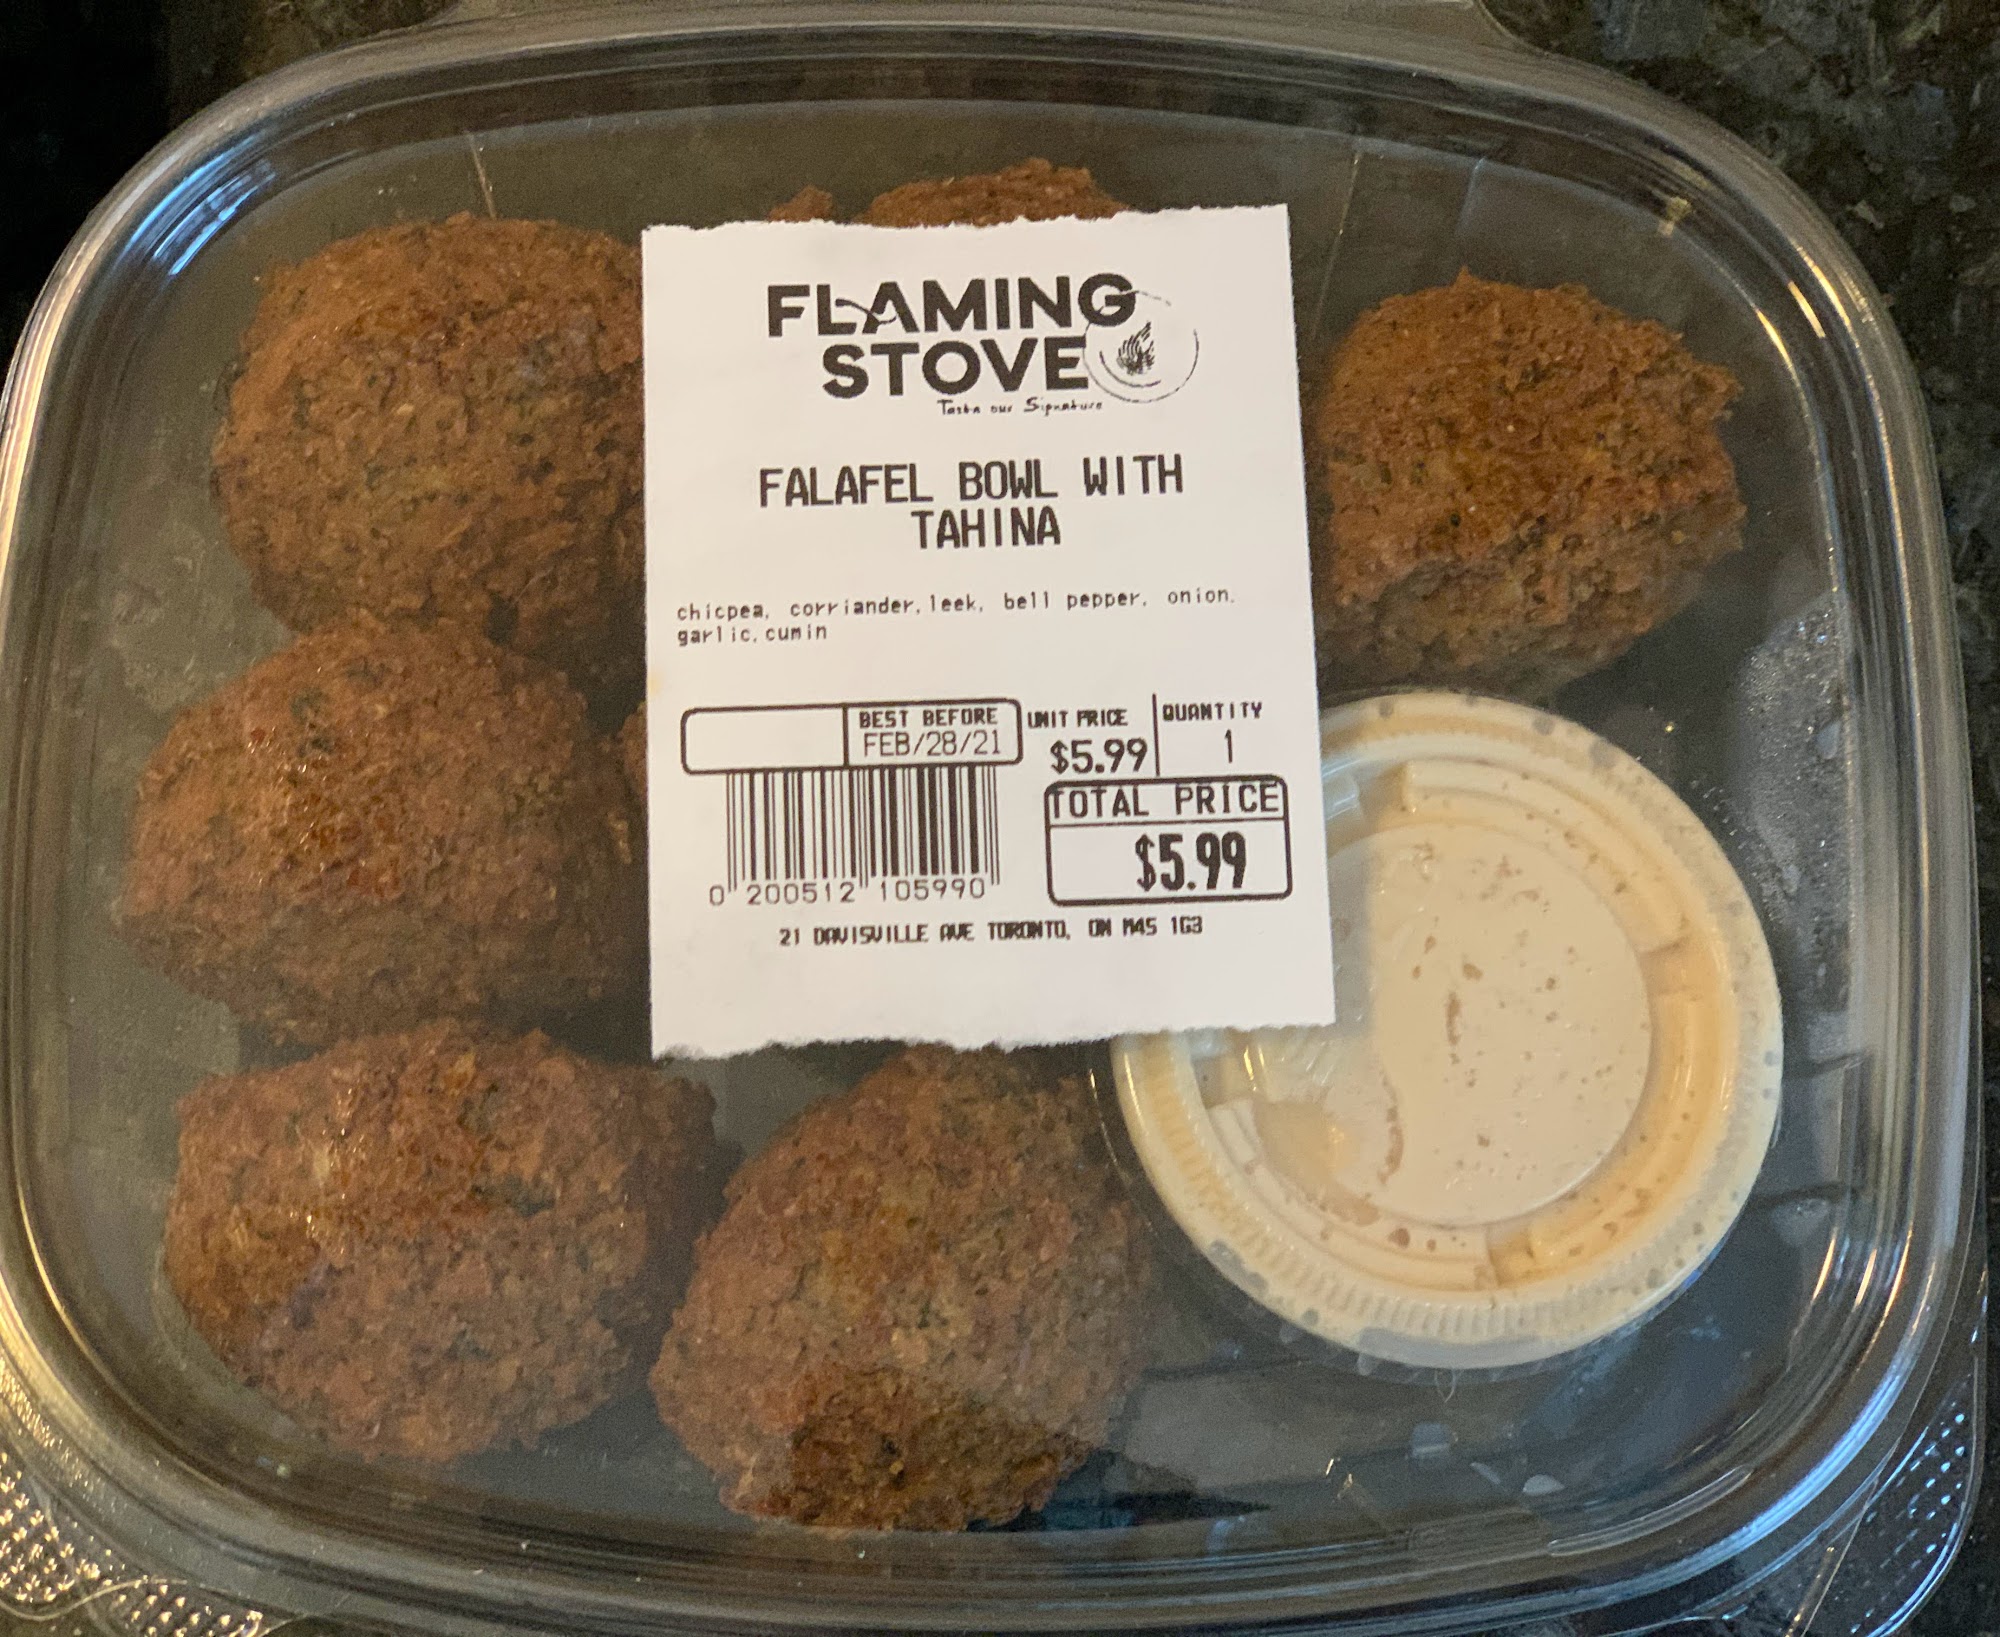 FLAMING
STOVE
Taste our Signature
FALAFEL BOWL WITH
TAHINA
chicpea, corriander, leek, bell pepper, onion,
garlic, cumin
BEST BEFORE
FEB/28/21
UNIT PRICE
$5.99
QUANTITY
1
TOTAL PRICE
$5.99
0 200512 105990
21 DAVISVILLE AVE TORONTO, ON M4S 1G3